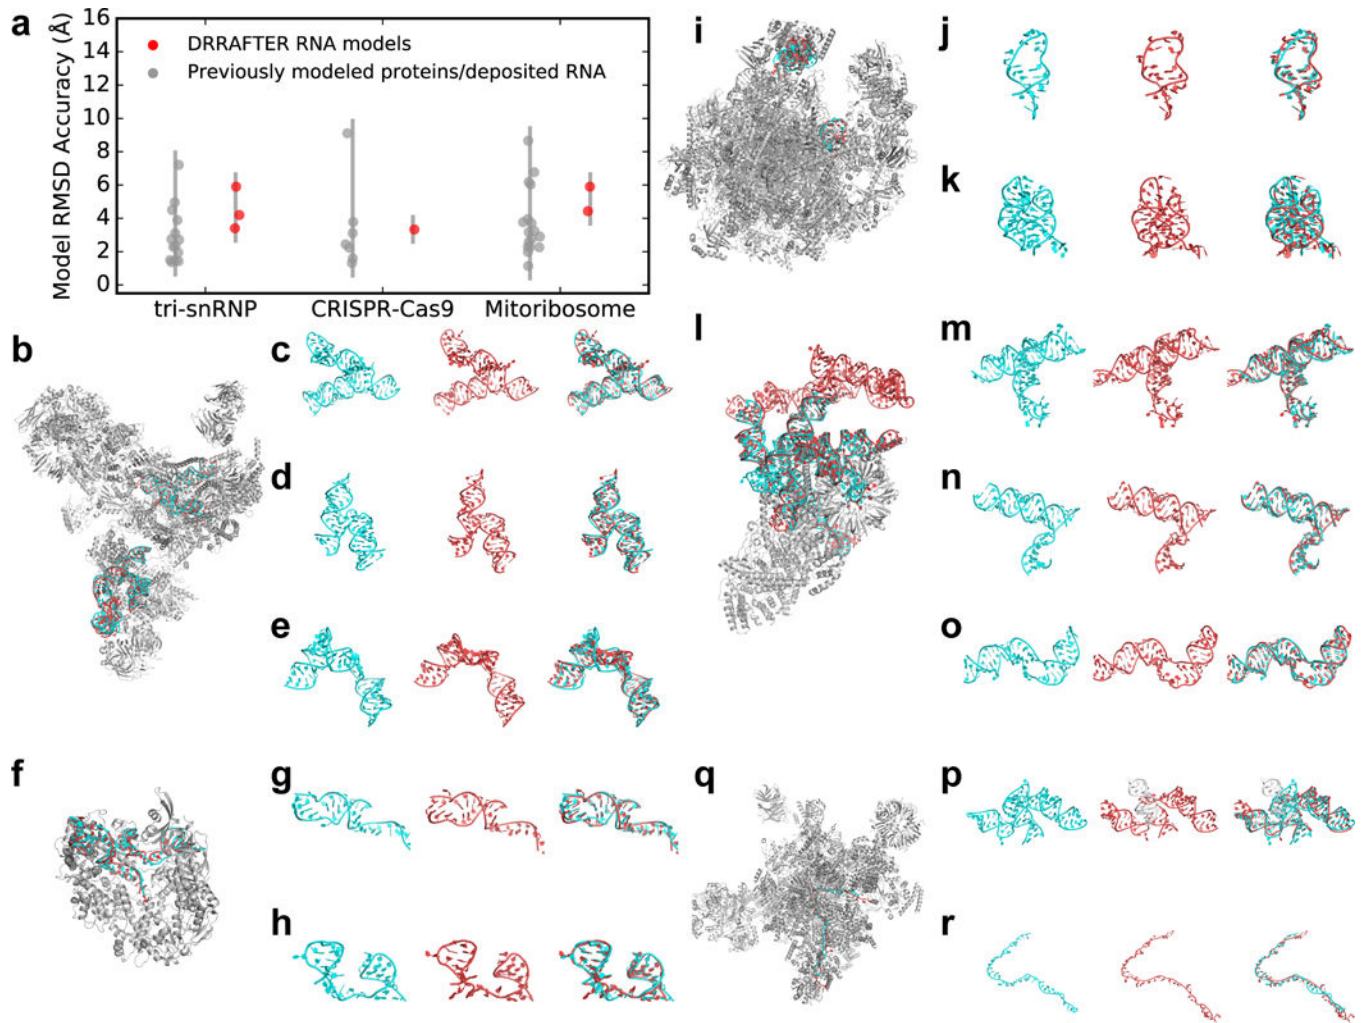 a
Model RMSD Accuracy (Å)
16
14
12
10
8
6
4
2
0
DRRAFTER RNA models
Previously modeled proteins/deposited RNA
tri-snRNP CRISPR-Cas9 Mitoribosome
b
c
d
e
f
g
h
i
j
k
l
m
n
o
q
p
r